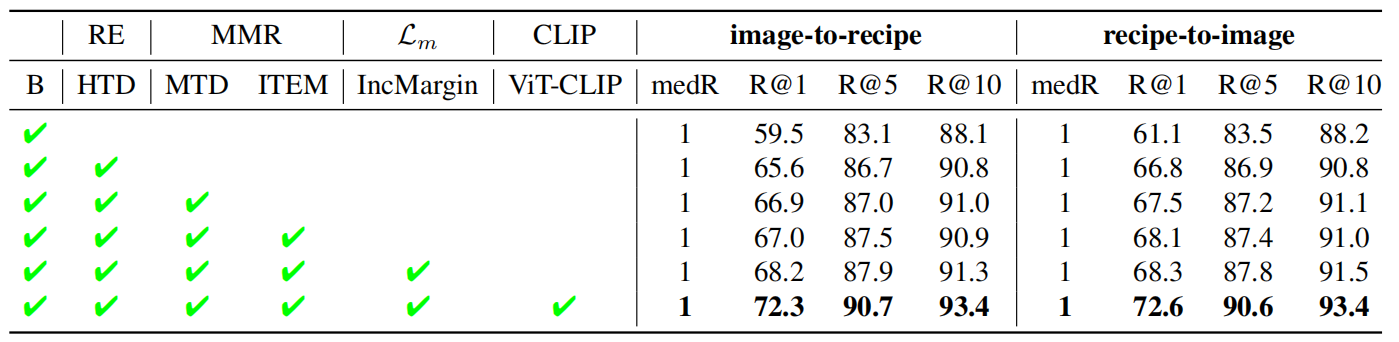 RE MMR ℒm CLIP image-to-recipe recipe-to-image
B HTD MTD ITEM IncMargin ViT-CLIP medR R@1 R@5 R@10 medR R@1 R@5 R@10
✔ 1 59.5 83.1 88.1 1 61.1 83.5 88.2
✔ ✔ 1 65.6 86.7 90.8 1 66.8 86.9 90.8
✔ ✔ ✔ 1 66.9 87.0 91.0 1 67.5 87.2 91.1
✔ ✔ ✔ ✔ 1 67.0 87.5 90.9 1 68.1 87.4 91.0
✔ ✔ ✔ ✔ ✔ 1 68.2 87.9 91.3 1 68.3 87.8 91.5
✔ ✔ ✔ ✔ ✔ ✔ 1 72.3 90.7 93.4 1 72.6 90.6 93.4